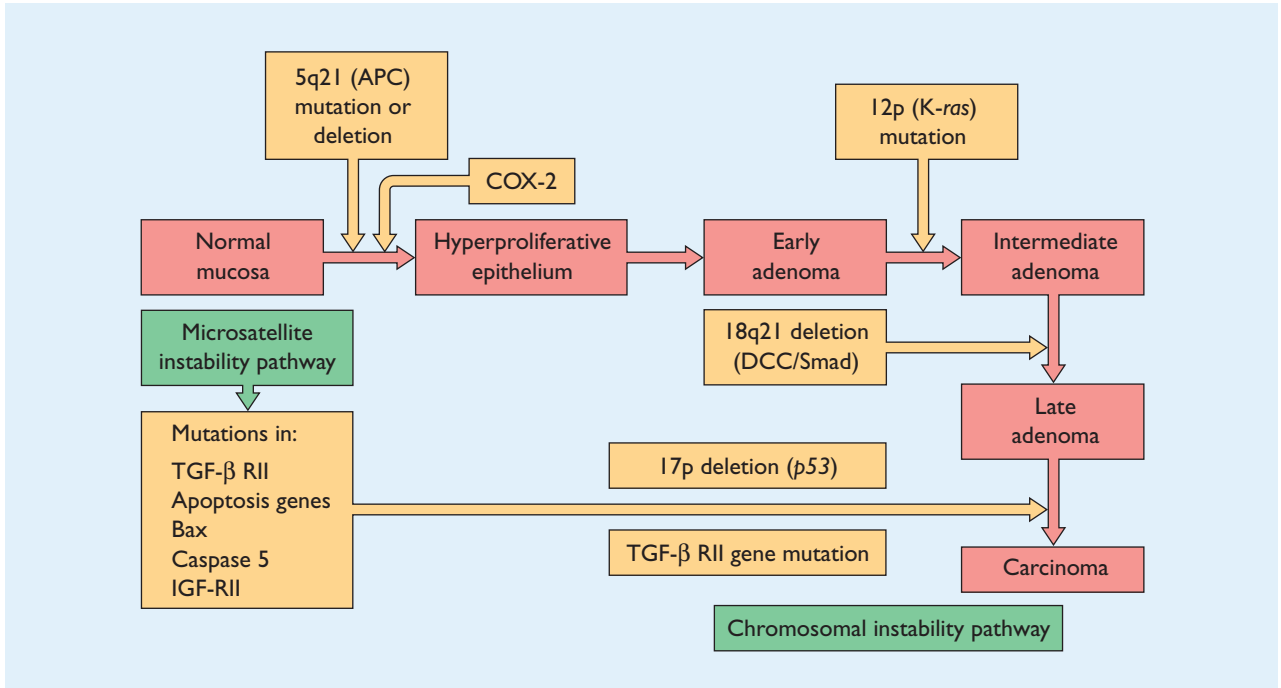 5q21 (APC)
mutation or
deletion
12p (K-ras)
mutation
COX-2
Normal
mucosa
Hyperproliferative
epithelium
Early
adenoma
Intermediate
adenoma
Microsatellite
instability pathway
18q21 deletion
(DCC/Smad)
Late
adenoma
Mutations in:
TGF-β RII
Apoptosis genes
Bax
Caspase 5
IGF-RII
17p deletion (p53)
TGF-β RII gene mutation
Carcinoma
Chromosomal instability pathway